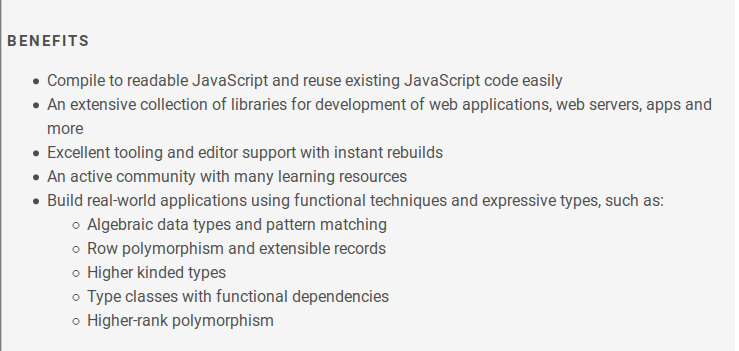 BENEFITS
• Compile to readable JavaScript and reuse existing JavaScript code easily
• An extensive collection of libraries for development of web applications, web servers, apps and
more
• Excellent tooling and editor support with instant rebuilds
• An active community with many learning resources
• Build real-world applications using functional techniques and expressive types, such as:
○ Algebraic data types and pattern matching
○ Row polymorphism and extensible records
○ Higher kinded types
○ Type classes with functional dependencies
○ Higher-rank polymorphism